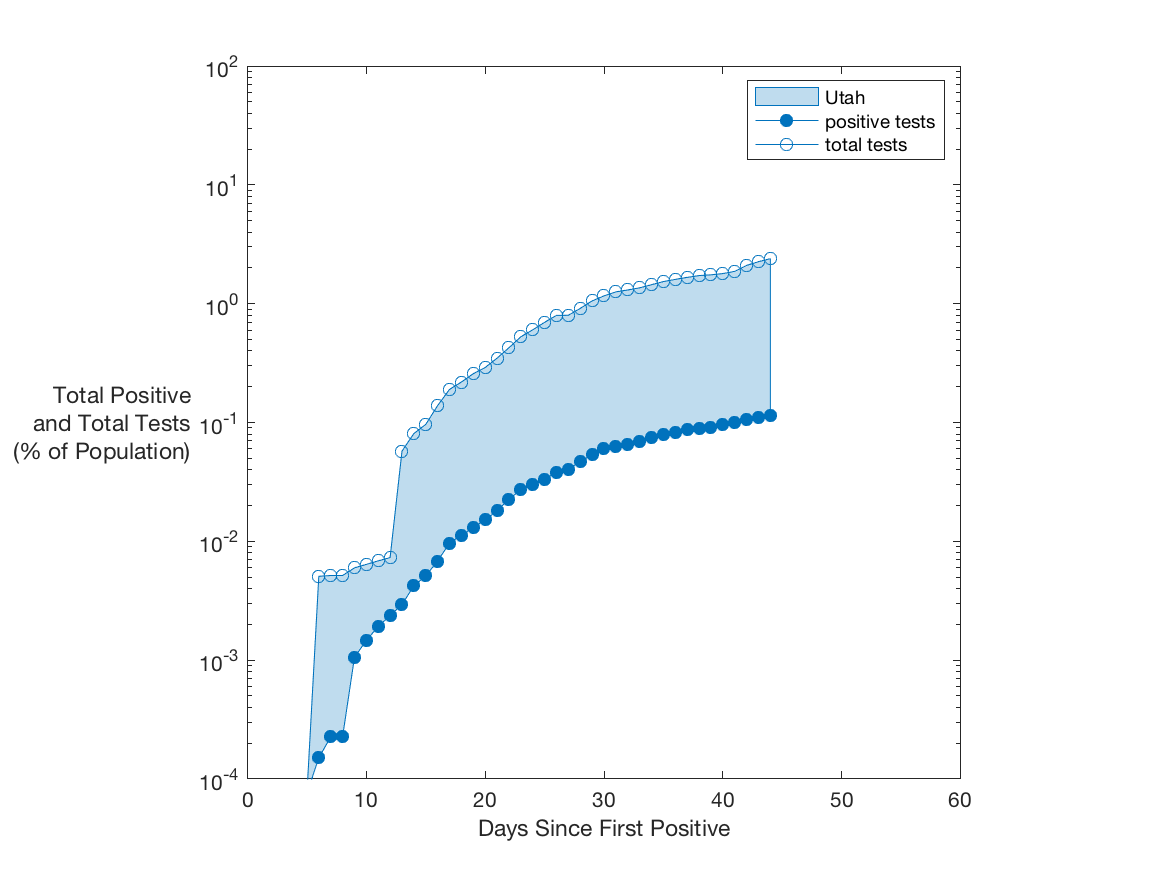 10^2
10^1
10^0
10^-1
10^-2
10^-3
10^-4
Total Positive
and Total Tests
(% of Population)
Utah
positive tests
total tests
0 10 20 30 40 50 60
Days Since First Positive